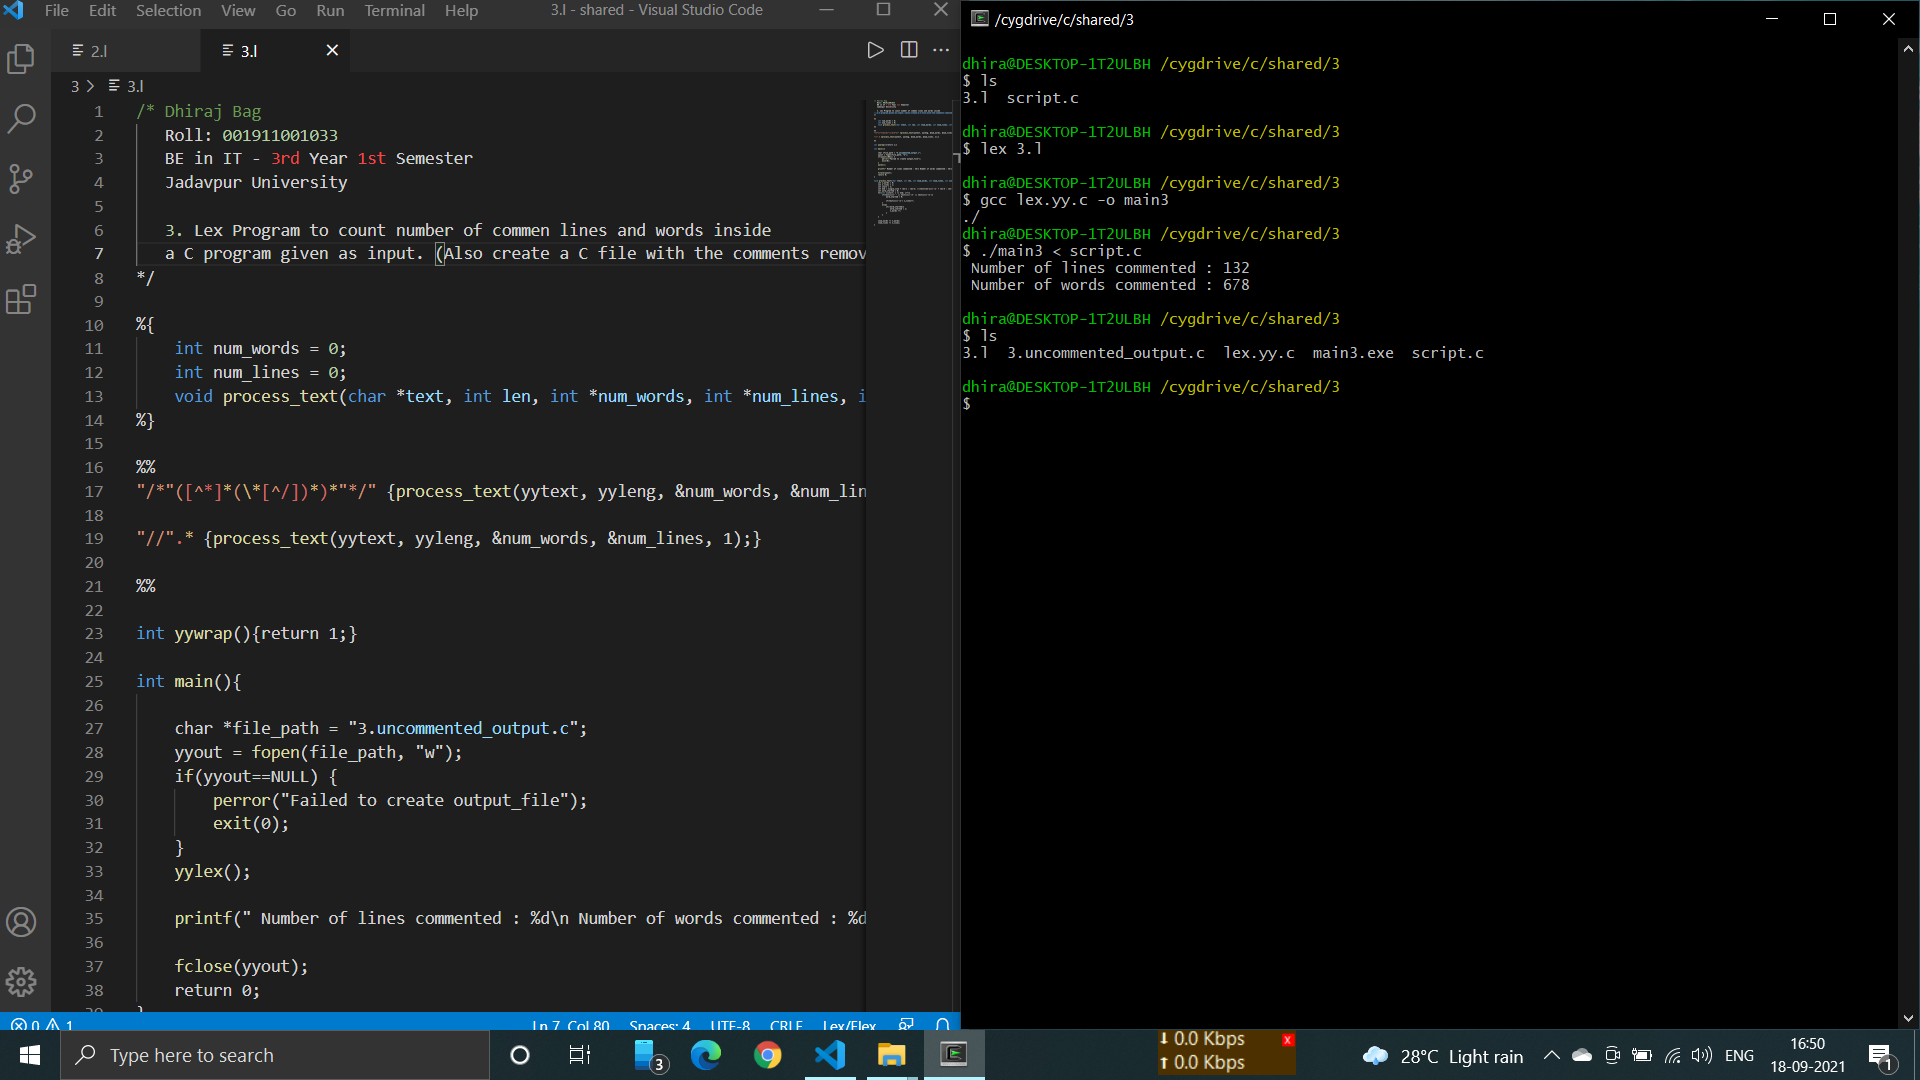 File Edit Selection View Go Run Terminal Help 3.l - shared - Visual Studio Code
2.l 3.l
3 > 3.l
1 /* Dhiraj Bag
2 Roll: 001911001033
3 BE in IT - 3rd Year 1st Semester
4 Jadavpur University
5
6 3. Lex Program to count number of commen lines and words inside
7 a C program given as input. (Also create a C file with the comments remov
8 */
9
10 %{
11 int num_words = 0;
12 int num_lines = 0;
13 void process_text(char *text, int len, int *num_words, int *num_lines, i
14 %}
15
16 %%
17 "/*"([^*]*(\*[^/])*)*"*/" {process_text(yytext, yyleng, &num_words, &num_lin
18
19 "//".* {process_text(yytext, yyleng, &num_words, &num_lines, 1);}
20
21 %%
22
23 int yywrap(){return 1;}
24
25 int main(){
26
27 char *file_path = "3.uncommented_output.c";
28 yyout = fopen(file_path, "w");
29 if(yyout==NULL) {
30 perror("Failed to create output_file");
31 exit(0);
32 }
33 yylex();
34
35 printf(" Number of lines commented : %d\n Number of words commented : %d
36
37 fclose(yyout);
38 return 0;
0 1 Ln 7, Col 80 Spaces: 4 UTF-8 CRLF Lex/Flex
/cygdrive/c/shared/3
dhira@DESKTOP-1T2ULBH /cygdrive/c/shared/3
$ ls
3.l script.c
dhira@DESKTOP-1T2ULBH /cygdrive/c/shared/3
$ lex 3.l
dhira@DESKTOP-1T2ULBH /cygdrive/c/shared/3
$ gcc lex.yy.c -o main3
./
dhira@DESKTOP-1T2ULBH /cygdrive/c/shared/3
$ ./main3 < script.c
Number of lines commented : 132
Number of words commented : 678
dhira@DESKTOP-1T2ULBH /cygdrive/c/shared/3
$ ls
3.l 3.uncommented_output.c lex.yy.c main3.exe script.c
dhira@DESKTOP-1T2ULBH /cygdrive/c/shared/3
$
Type here to search
3
0.0 Kbps x
0.0 Kbps
28°C Light rain
ENG
16:50
18-09-2021
1